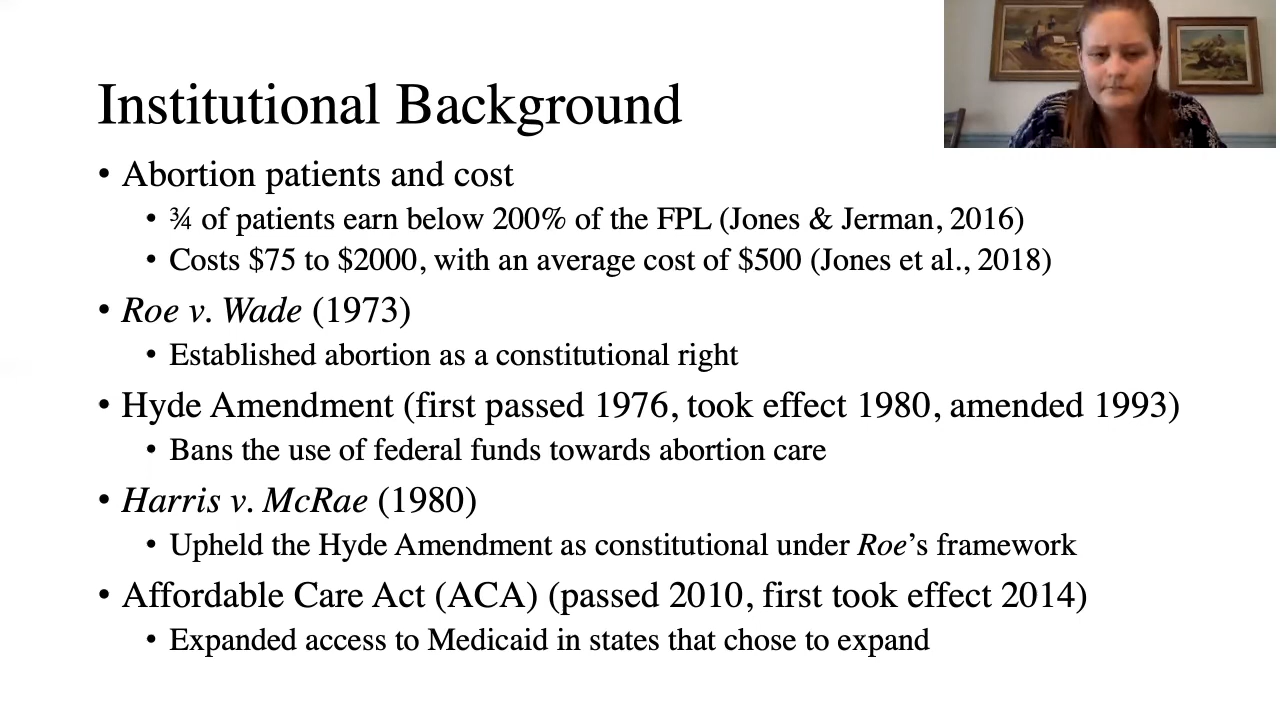 Institutional Background
• Abortion patients and cost
• ¾ of patients earn below 200% of the FPL (Jones & Jerman, 2016)
• Costs $75 to $2000, with an average cost of $500 (Jones et al., 2018)
• Roe v. Wade (1973)
• Established abortion as a constitutional right
• Hyde Amendment (first passed 1976, took effect 1980, amended 1993)
• Bans the use of federal funds towards abortion care
• Harris v. McRae (1980)
• Upheld the Hyde Amendment as constitutional under Roe’s framework
• Affordable Care Act (ACA) (passed 2010, first took effect 2014)
• Expanded access to Medicaid in states that chose to expand